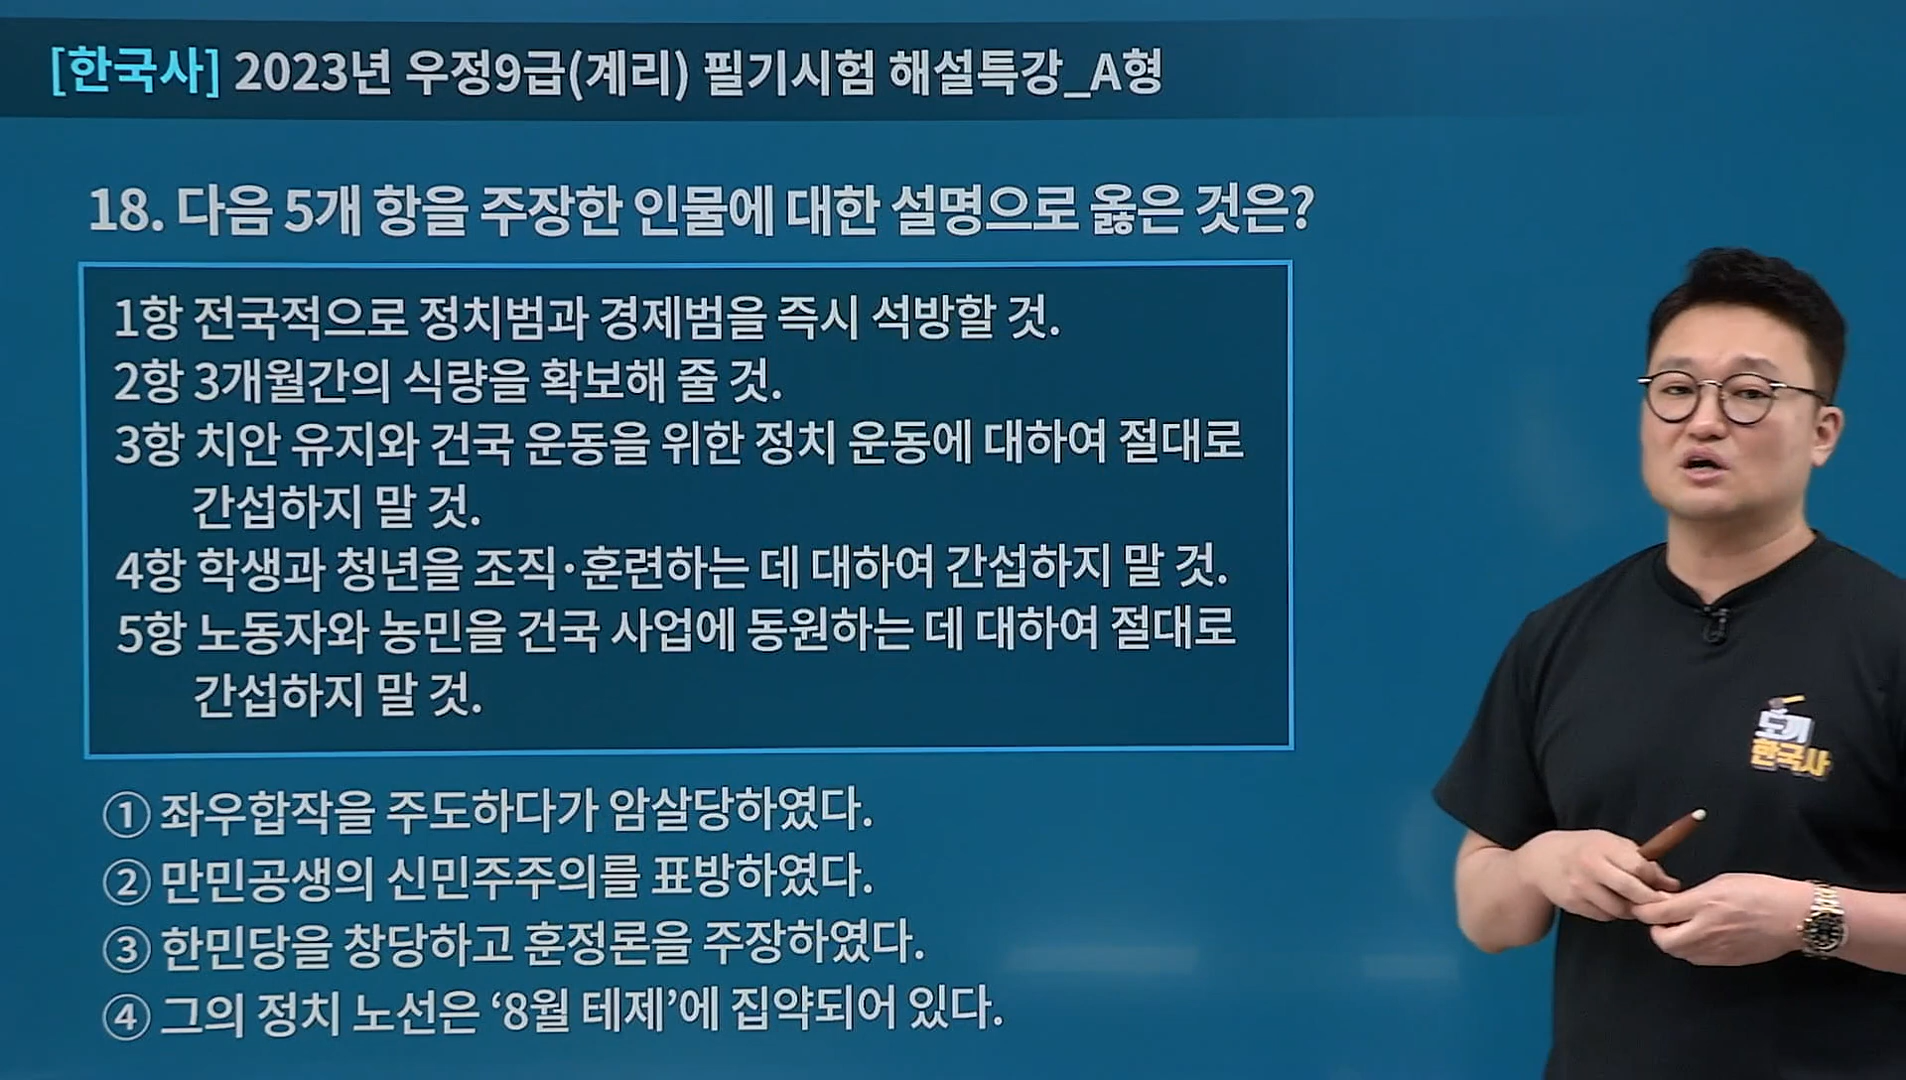 [한국사] 2023년 우정9급(계리) 필기시험 해설특강_A형
18. 다음 5개 항을 주장한 인물에 대한 설명으로 옳은 것은?
1항 전국적으로 정치범과 경제범을 즉시 석방할 것.
2항 3개월간의 식량을 확보해 줄 것.
3항 치안 유지와 건국 운동을 위한 정치 운동에 대하여 절대로
간섭하지 말 것.
4항 학생과 청년을 조직·훈련하는 데 대하여 간섭하지 말 것.
5항 노동자와 농민을 건국 사업에 동원하는 데 대하여 절대로
간섭하지 말 것.
① 좌우합작을 주도하다가 암살당하였다.
② 만민공생의 신민주주의를 표방하였다.
③ 한민당을 창당하고 훈정론을 주장하였다.
④ 그의 정치 노선은 ‘8월 테제’에 집약되어 있다.
도끼
한국사